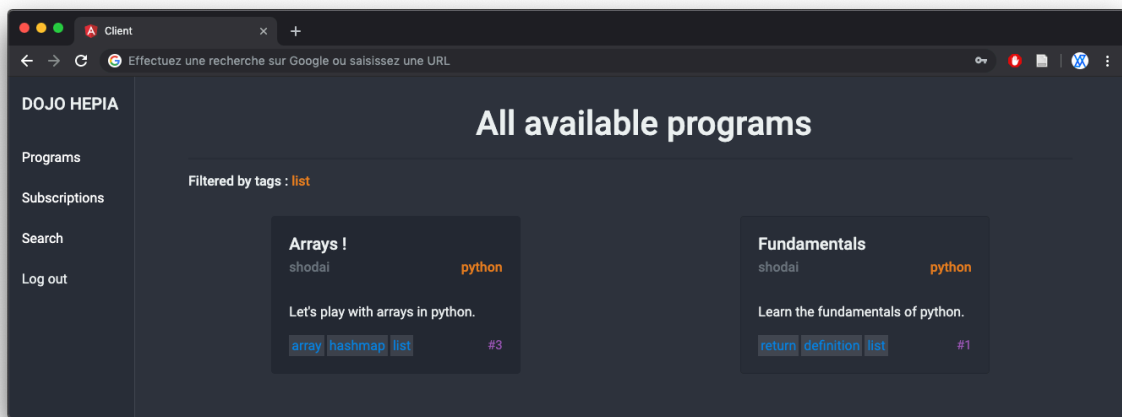 Client
Effectuez une recherche sur Google ou saisissez une URL
DOJO HEPIA
Programs
Subscriptions
Search
Log out
All available programs
Filtered by tags : list
Arrays !
shodai python
Let's play with arrays in python.
array hashmap list #3
Fundamentals
shodai python
Learn the fundamentals of python.
return definition list #1